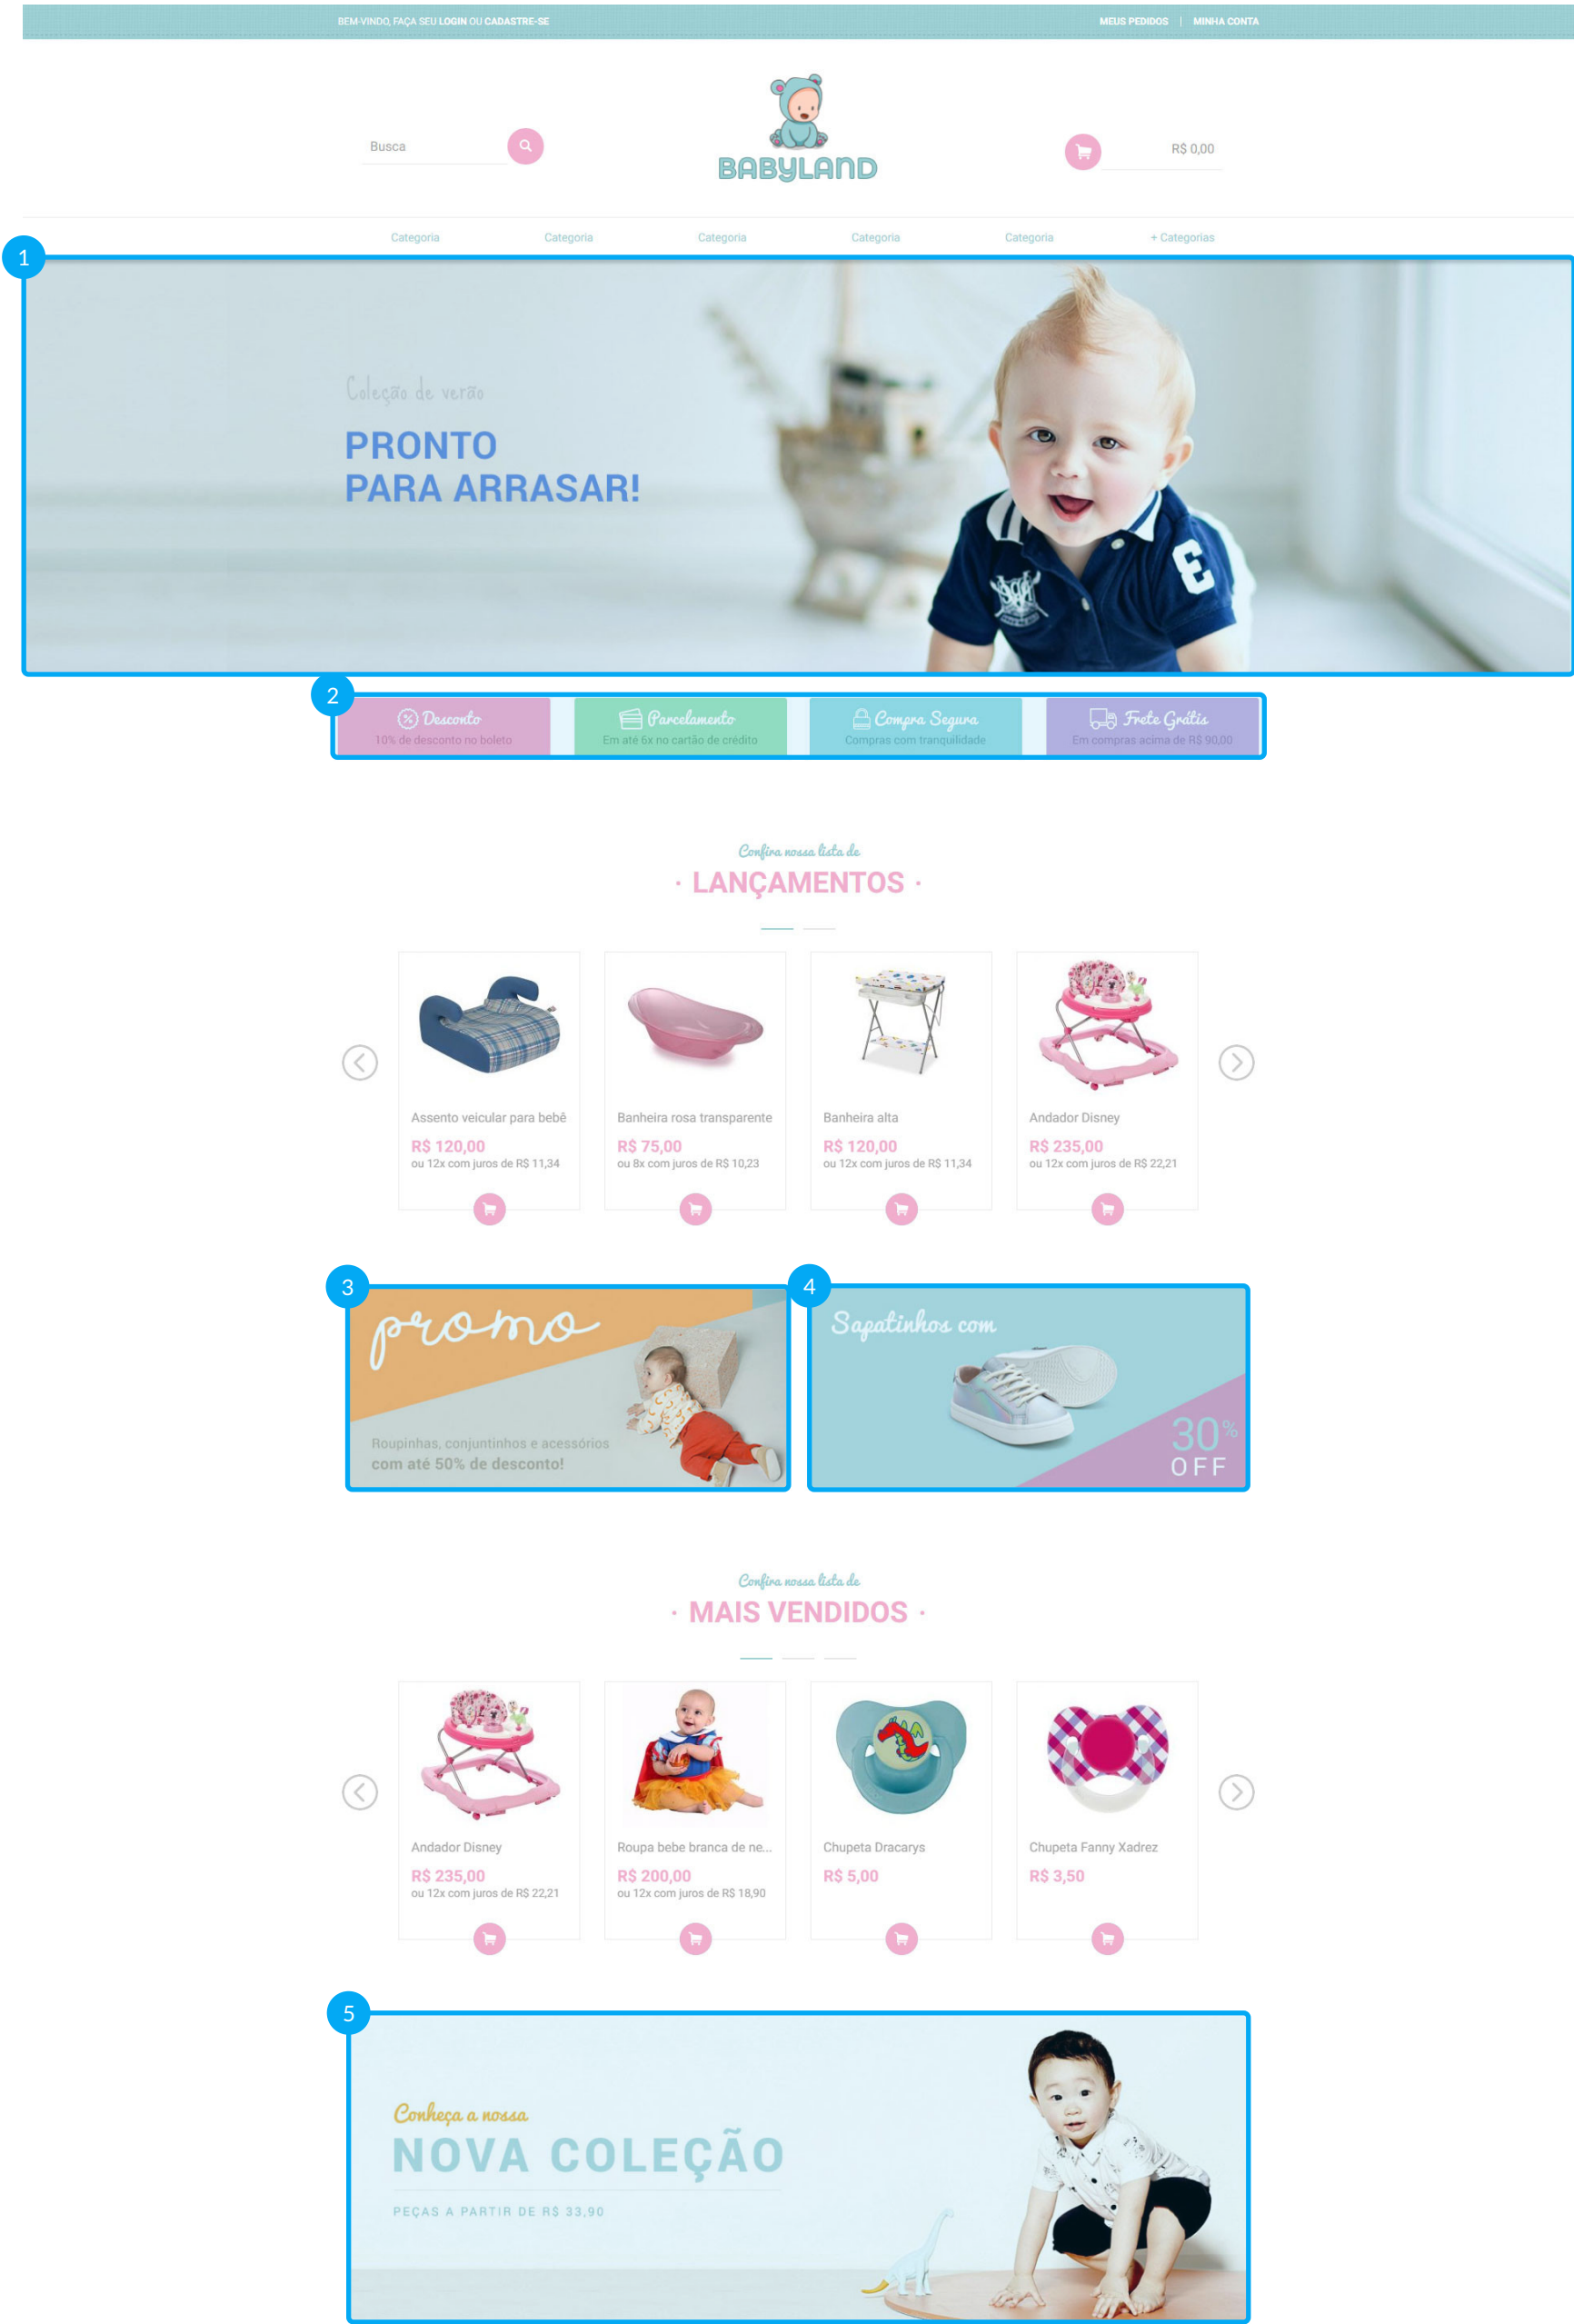 BEM-VINDO, FAÇA SEU LOGIN OU CADASTRE-SE
MEUS PEDIDOS | MINHA CONTA
Busca
BABYLAND
R$ 0,00
Categoria
Categoria
Categoria
Categoria
Categoria
+ Categorias
1
Coleção de verão
PRONTO
PARA ARRASAR!
3
2
Desconto
10% de desconto no boleto
Parcelamento
Em até 6x no cartão de crédito
Compra Segura
Compras com tranquilidade
Frete Grátis
Em compras acima de R$ 90,00
Confira nossa lista de
· LANÇAMENTOS ·
Assento veicular para bebê
R$ 120,00
ou 12x com juros de R$ 11,34
Banheira rosa transparente
R$ 75,00
ou 8x com juros de R$ 10,23
Banheira alta
R$ 120,00
ou 12x com juros de R$ 11,34
Andador Disney
R$ 235,00
ou 12x com juros de R$ 22,21
3
promo
Roupinhas, conjuntinhos e acessórios
com até 50% de desconto!
4
Sapatinhos com
30%
OFF
Confira nossa lista de
· MAIS VENDIDOS ·
Andador Disney
R$ 235,00
ou 12x com juros de R$ 22,21
Roupa bebe branca de ne...
R$ 200,00
ou 12x com juros de R$ 18,90
Chupeta Dracarys
R$ 5,00
Chupeta Fanny Xadrez
R$ 3,50
5
Conheça a nossa
NOVA COLEÇÃO
PEÇAS A PARTIR DE R$ 33,90